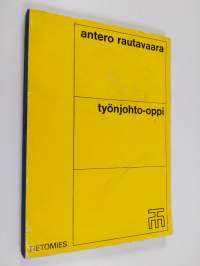 antero rautavaara
työnjohto-oppi
TIETOMIES